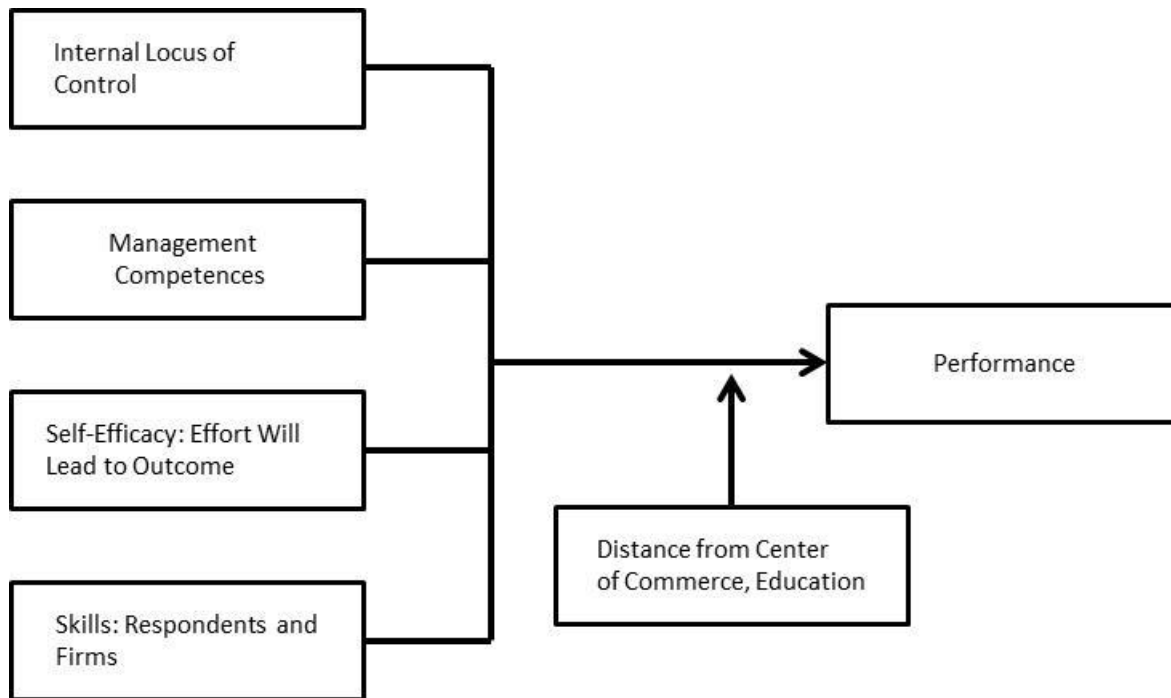 Internal Locus of
Control
Management
Competences
Self-Efficacy: Effort Will
Lead to Outcome
Skills: Respondents and
Firms
Performance
Distance from Center
of Commerce, Education